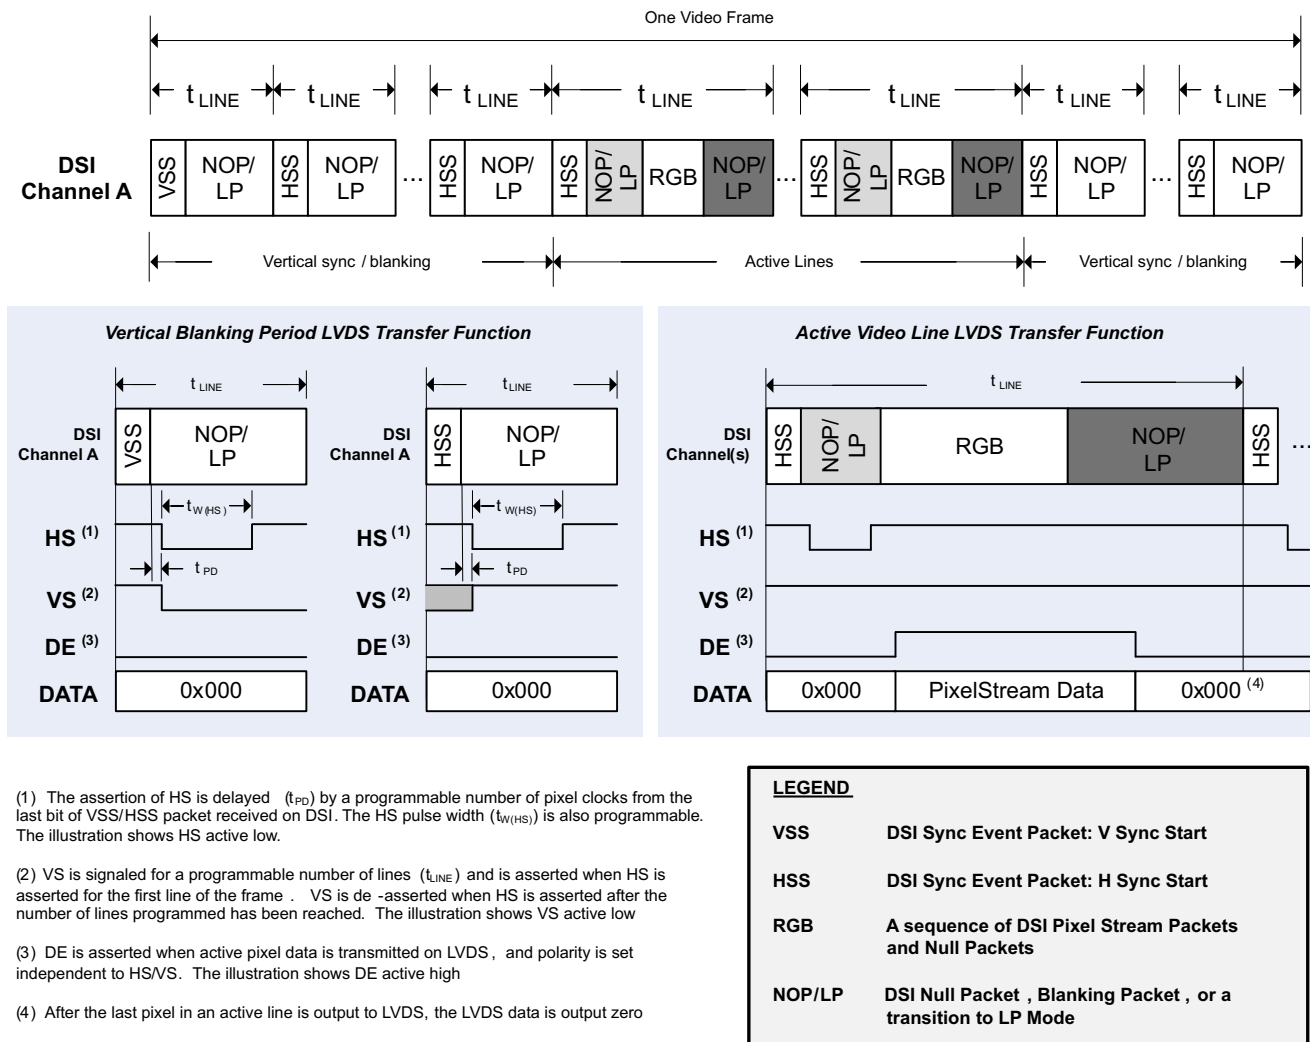 One Video Frame
t LINE t LINE t LINE t LINE t LINE t LINE t LINE
DSI
Channel A
VSS NOP/
LP HSS NOP/
LP ... HSS NOP/
LP HSS NOP/
LP RGB NOP/
LP ... HSS NOP/
LP RGB NOP/
LP HSS NOP/
LP ... HSS NOP/
LP
Vertical sync / blanking Active Lines Vertical sync / blanking
Vertical Blanking Period LVDS Transfer Function
t LINE t LINE
DSI
Channel A
VSS NOP/
LP
DSI
Channel A
HSS NOP/
LP
t W(HS) t W(HS)
HS (1) HS (1)
t PD t PD
VS (2) VS (2)
DE (3) DE (3)
DATA 0x000 DATA 0x000
Active Video Line LVDS Transfer Function
t LINE
DSI
Channel(s)
HSS NOP/
LP RGB NOP/
LP HSS ...
HS (1)
VS (2)
DE (3)
DATA 0x000 PixelStream Data 0x000 (4)
(1) The assertion of HS is delayed (tPD) by a programmable number of pixel clocks from the
last bit of VSS/HSS packet received on DSI. The HS pulse width (tW(HS)) is also programmable.
The illustration shows HS active low.
(2) VS is signaled for a programmable number of lines (tLINE) and is asserted when HS is
asserted for the first line of the frame . VS is de -asserted when HS is asserted after the
number of lines programmed has been reached. The illustration shows VS active low
(3) DE is asserted when active pixel data is transmitted on LVDS, and polarity is set
independent to HS/VS. The illustration shows DE active high
(4) After the last pixel in an active line is output to LVDS, the LVDS data is output zero
LEGEND
VSS DSI Sync Event Packet: V Sync Start
HSS DSI Sync Event Packet: H Sync Start
RGB A sequence of DSI Pixel Stream Packets
and Null Packets
NOP/LP DSI Null Packet , Blanking Packet , or a
transition to LP Mode